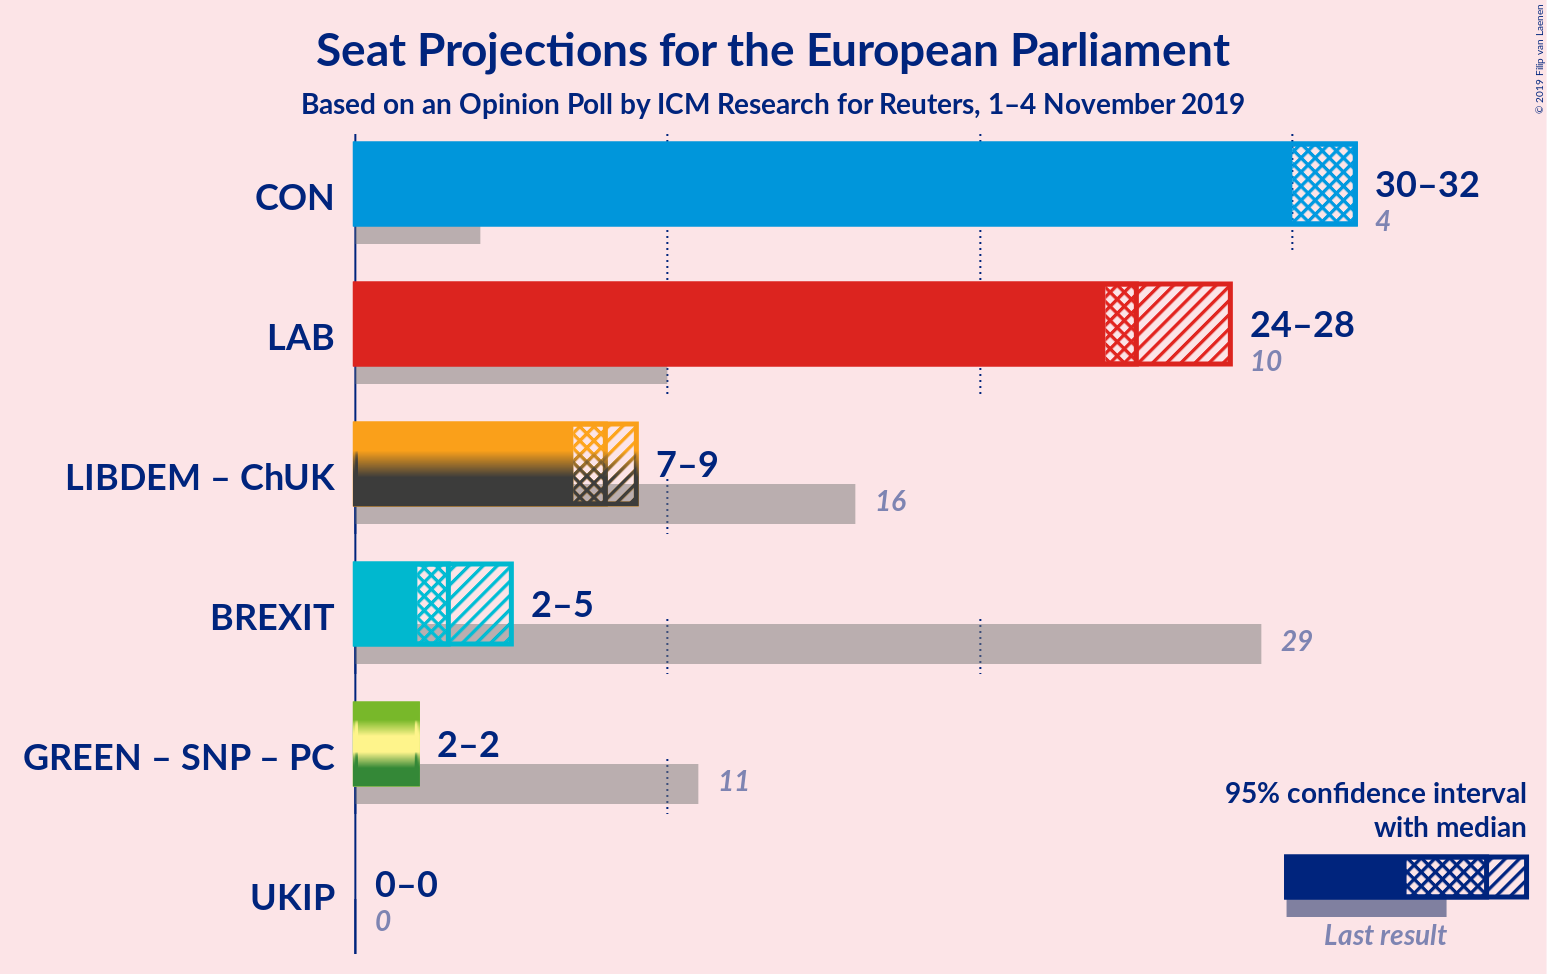 Seat Projections for the European Parliament
Based on an Opinion Poll by ICM Research for Reuters, 1–4 November 2019
© 2019 Filip van Laenen
CON
30–32
4
LAB
24–28
10
LIBDEM – ChUK
7–9
16
BREXIT
2–5
29
GREEN – SNP – PC
2–2
11
UKIP
0–0
0
95% confidence interval
with median
Last result